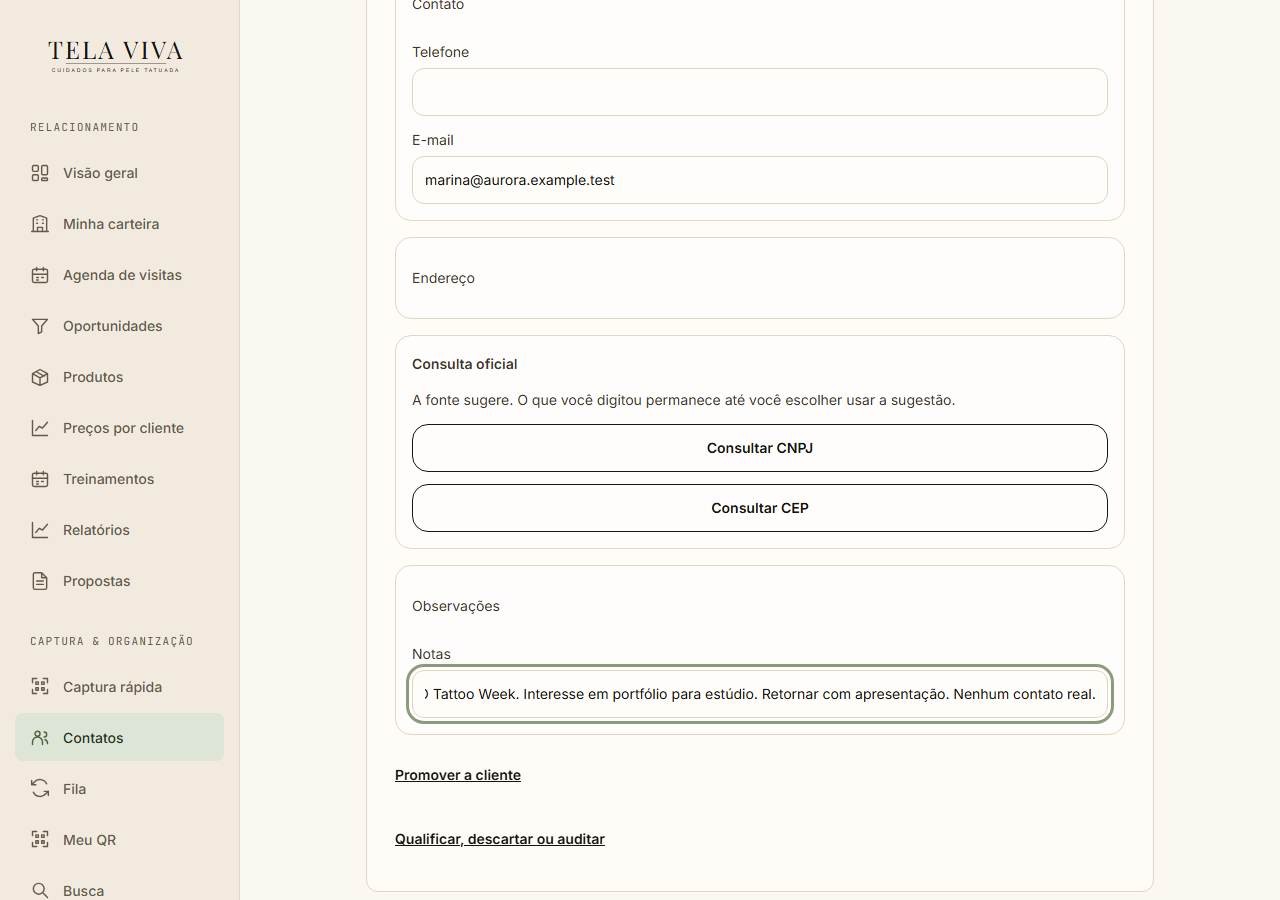 TELA VIVA
CUIDADOS PARA PELE TATUADA
RELACIONAMENTO
Visão geral
Minha carteira
Agenda de visitas
Oportunidades
Produtos
Preços por cliente
Treinamentos
Relatórios
Propostas
CAPTURA & ORGANIZAÇÃO
Captura rápida
Contatos
Fila
Meu QR
Busca
Contato
Telefone
E-mail
marina@aurora.example.test
Endereço
Consulta oficial
A fonte sugere. O que você digitou permanece até você escolher usar a sugestão.
Consultar CNPJ
Consultar CEP
Observações
Notas
Tattoo Week. Interesse em portfólio para estúdio. Retornar com apresentação. Nenhum contato real.
Promover a cliente
Qualificar, descartar ou auditar